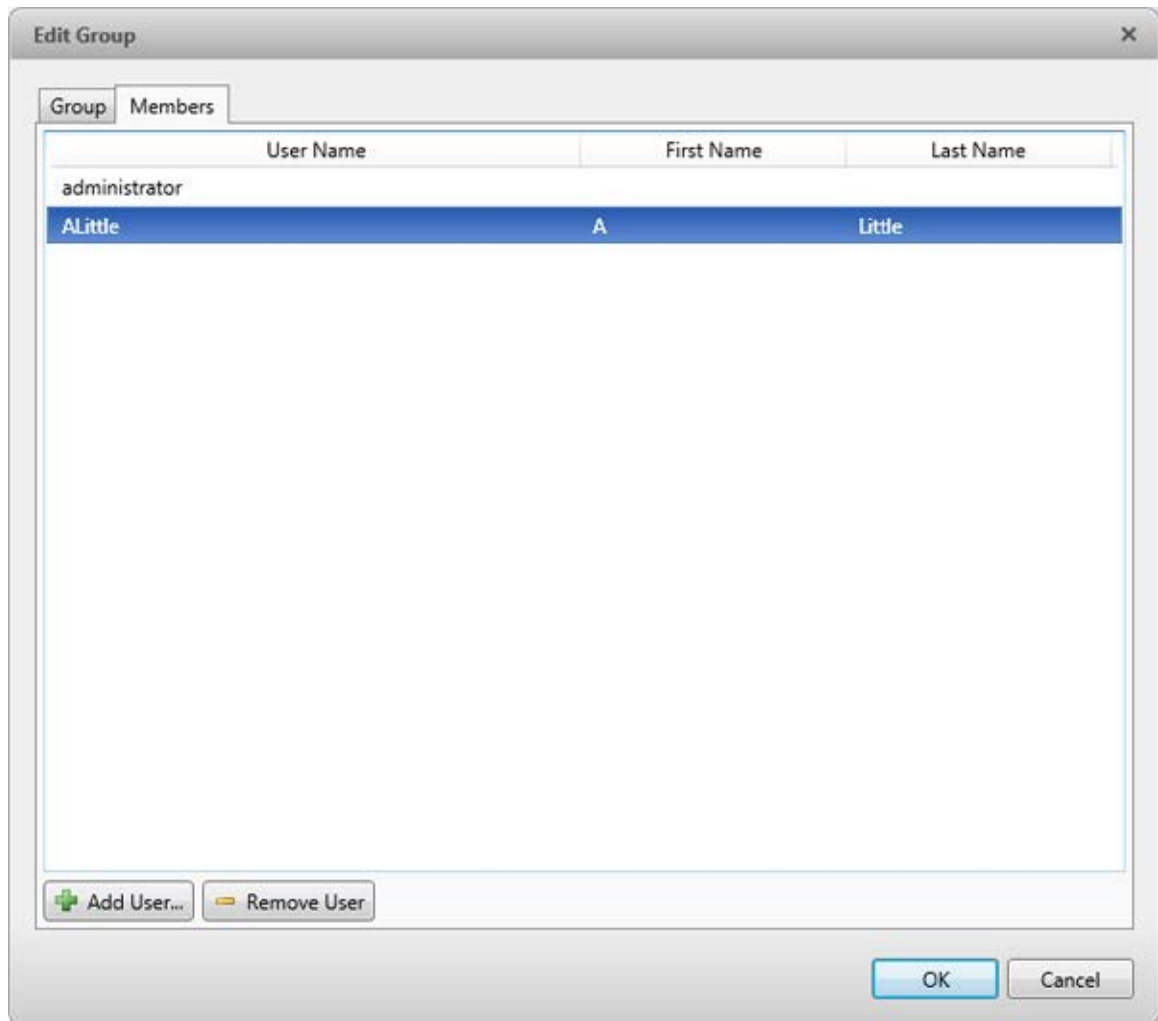 Edit Group
Group Members
User Name First Name Last Name
administrator
ALittle A Little
Add User... Remove User
OK Cancel